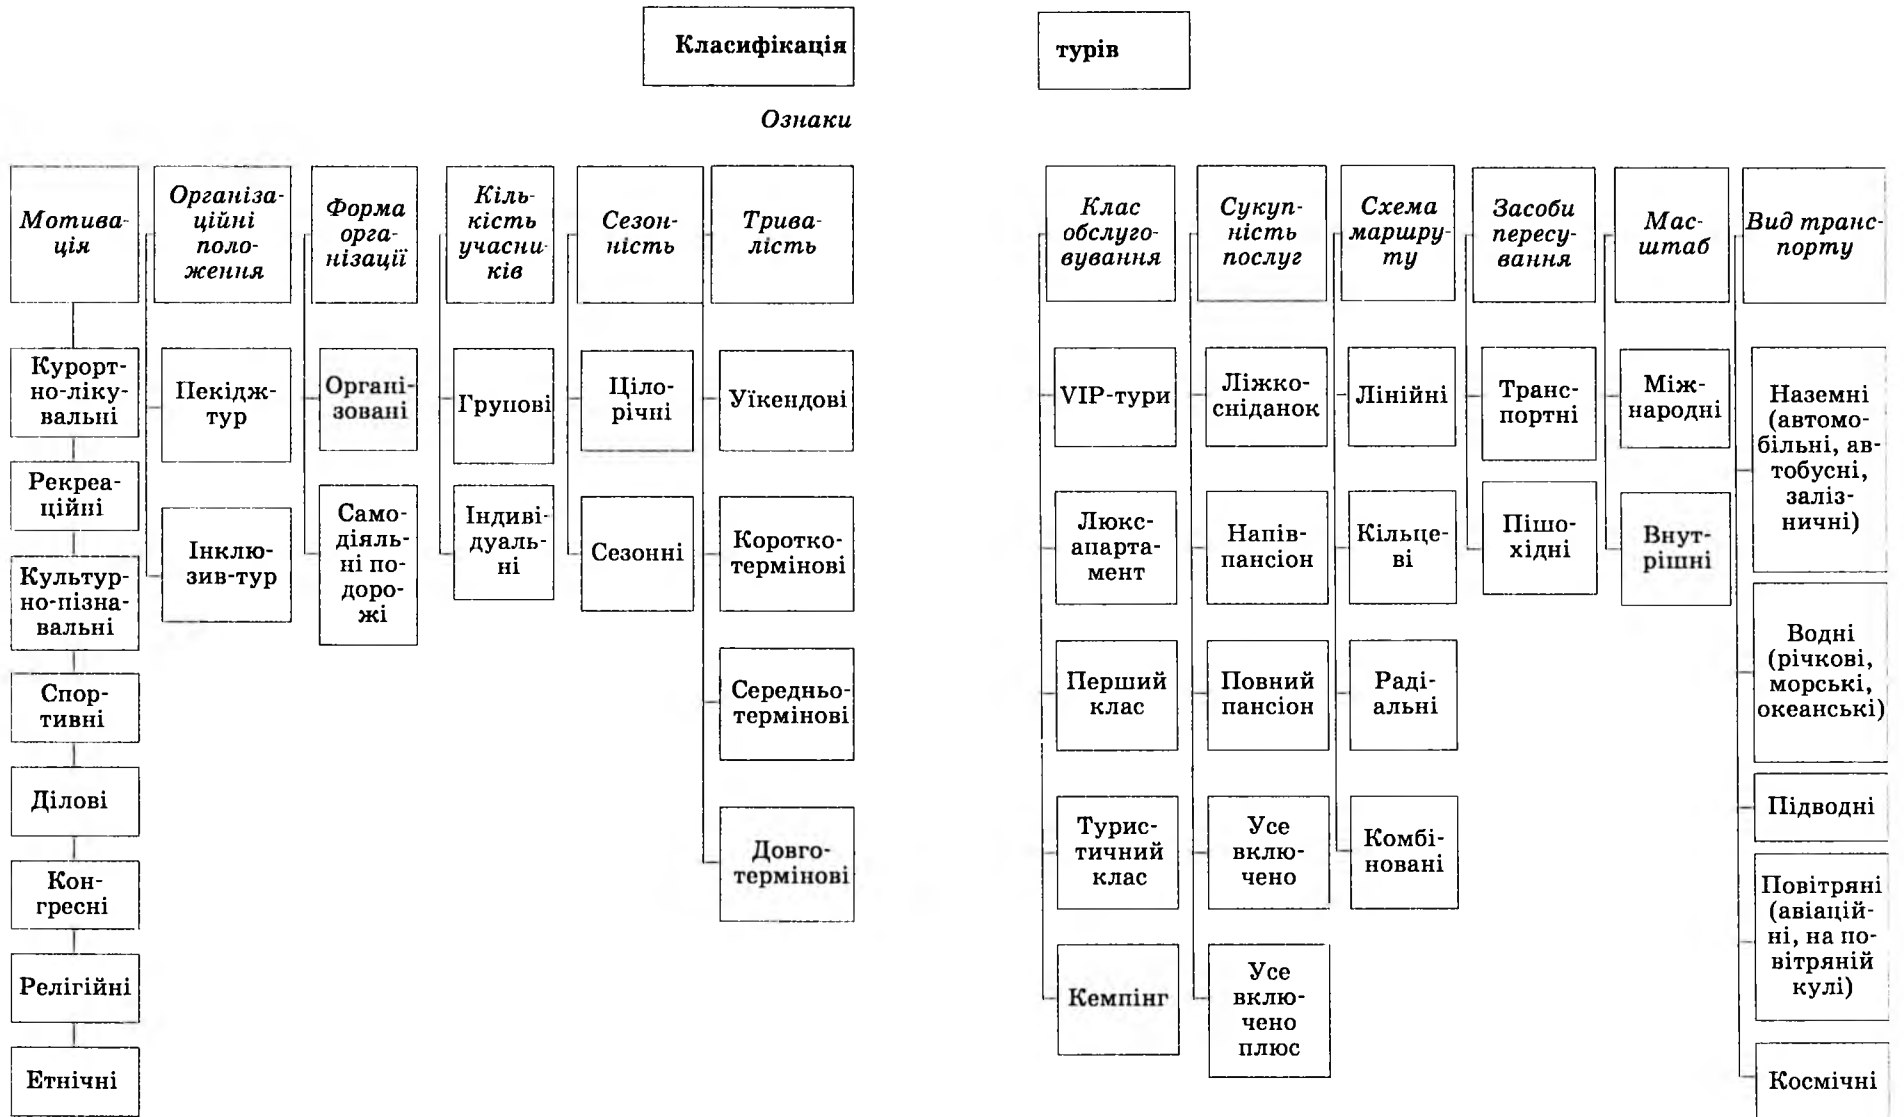 Класифікація
турів
Ознаки
Мотива-
ція
Організа-
ційні
поло-
ження
Форма
орга-
нізації
Кіль-
кість
учасни-
ків
Сезон-
ність
Трива-
лість
Клас
обслуго-
вування
Сукуп-
ність
послуг
Схема
маршру-
ту
Засоби
пересу-
вання
Мас-
штаб
Вид транс-
порту
Курорт-
но-ліку-
вальні
Рекреа-
ційні
Культур-
но-пізна-
вальні
Спор-
тивні
Ділові
Кон-
гресні
Релігійні
Етнічні
Пекідж-
тур
Інклю-
зив-тур
Органі-
зовані
Само-
діяль-
ні по-
доро-
жі
Групові
Індиві-
дуаль-
ні
Ціло-
річні
Сезонні
Уїкендові
Коротко-
термінові
Середньо-
термінові
Довго-
термінові
VIP-тури
Люкс-
апарта-
мент
Перший
клас
Турис-
тичний
клас
Кемпінг
Ліжко-
сніданок
Напів-
пансіон
Повний
пансіон
Усе
вклю-
чено
Усе
вклю-
чено
плюс
Лінійні
Кільце-
ві
Раді-
альні
Комбі-
новані
Транс-
портні
Пішо-
хідні
Між-
народні
Внут-
рішні
Наземні
(автомо-
більні, ав-
тобусні,
заліз-
ничні)
Водні
(річкові,
морські,
океанські)
Підводні
Повітряні
(авіацій-
ні, на по-
вітряній
кулі)
Космічні